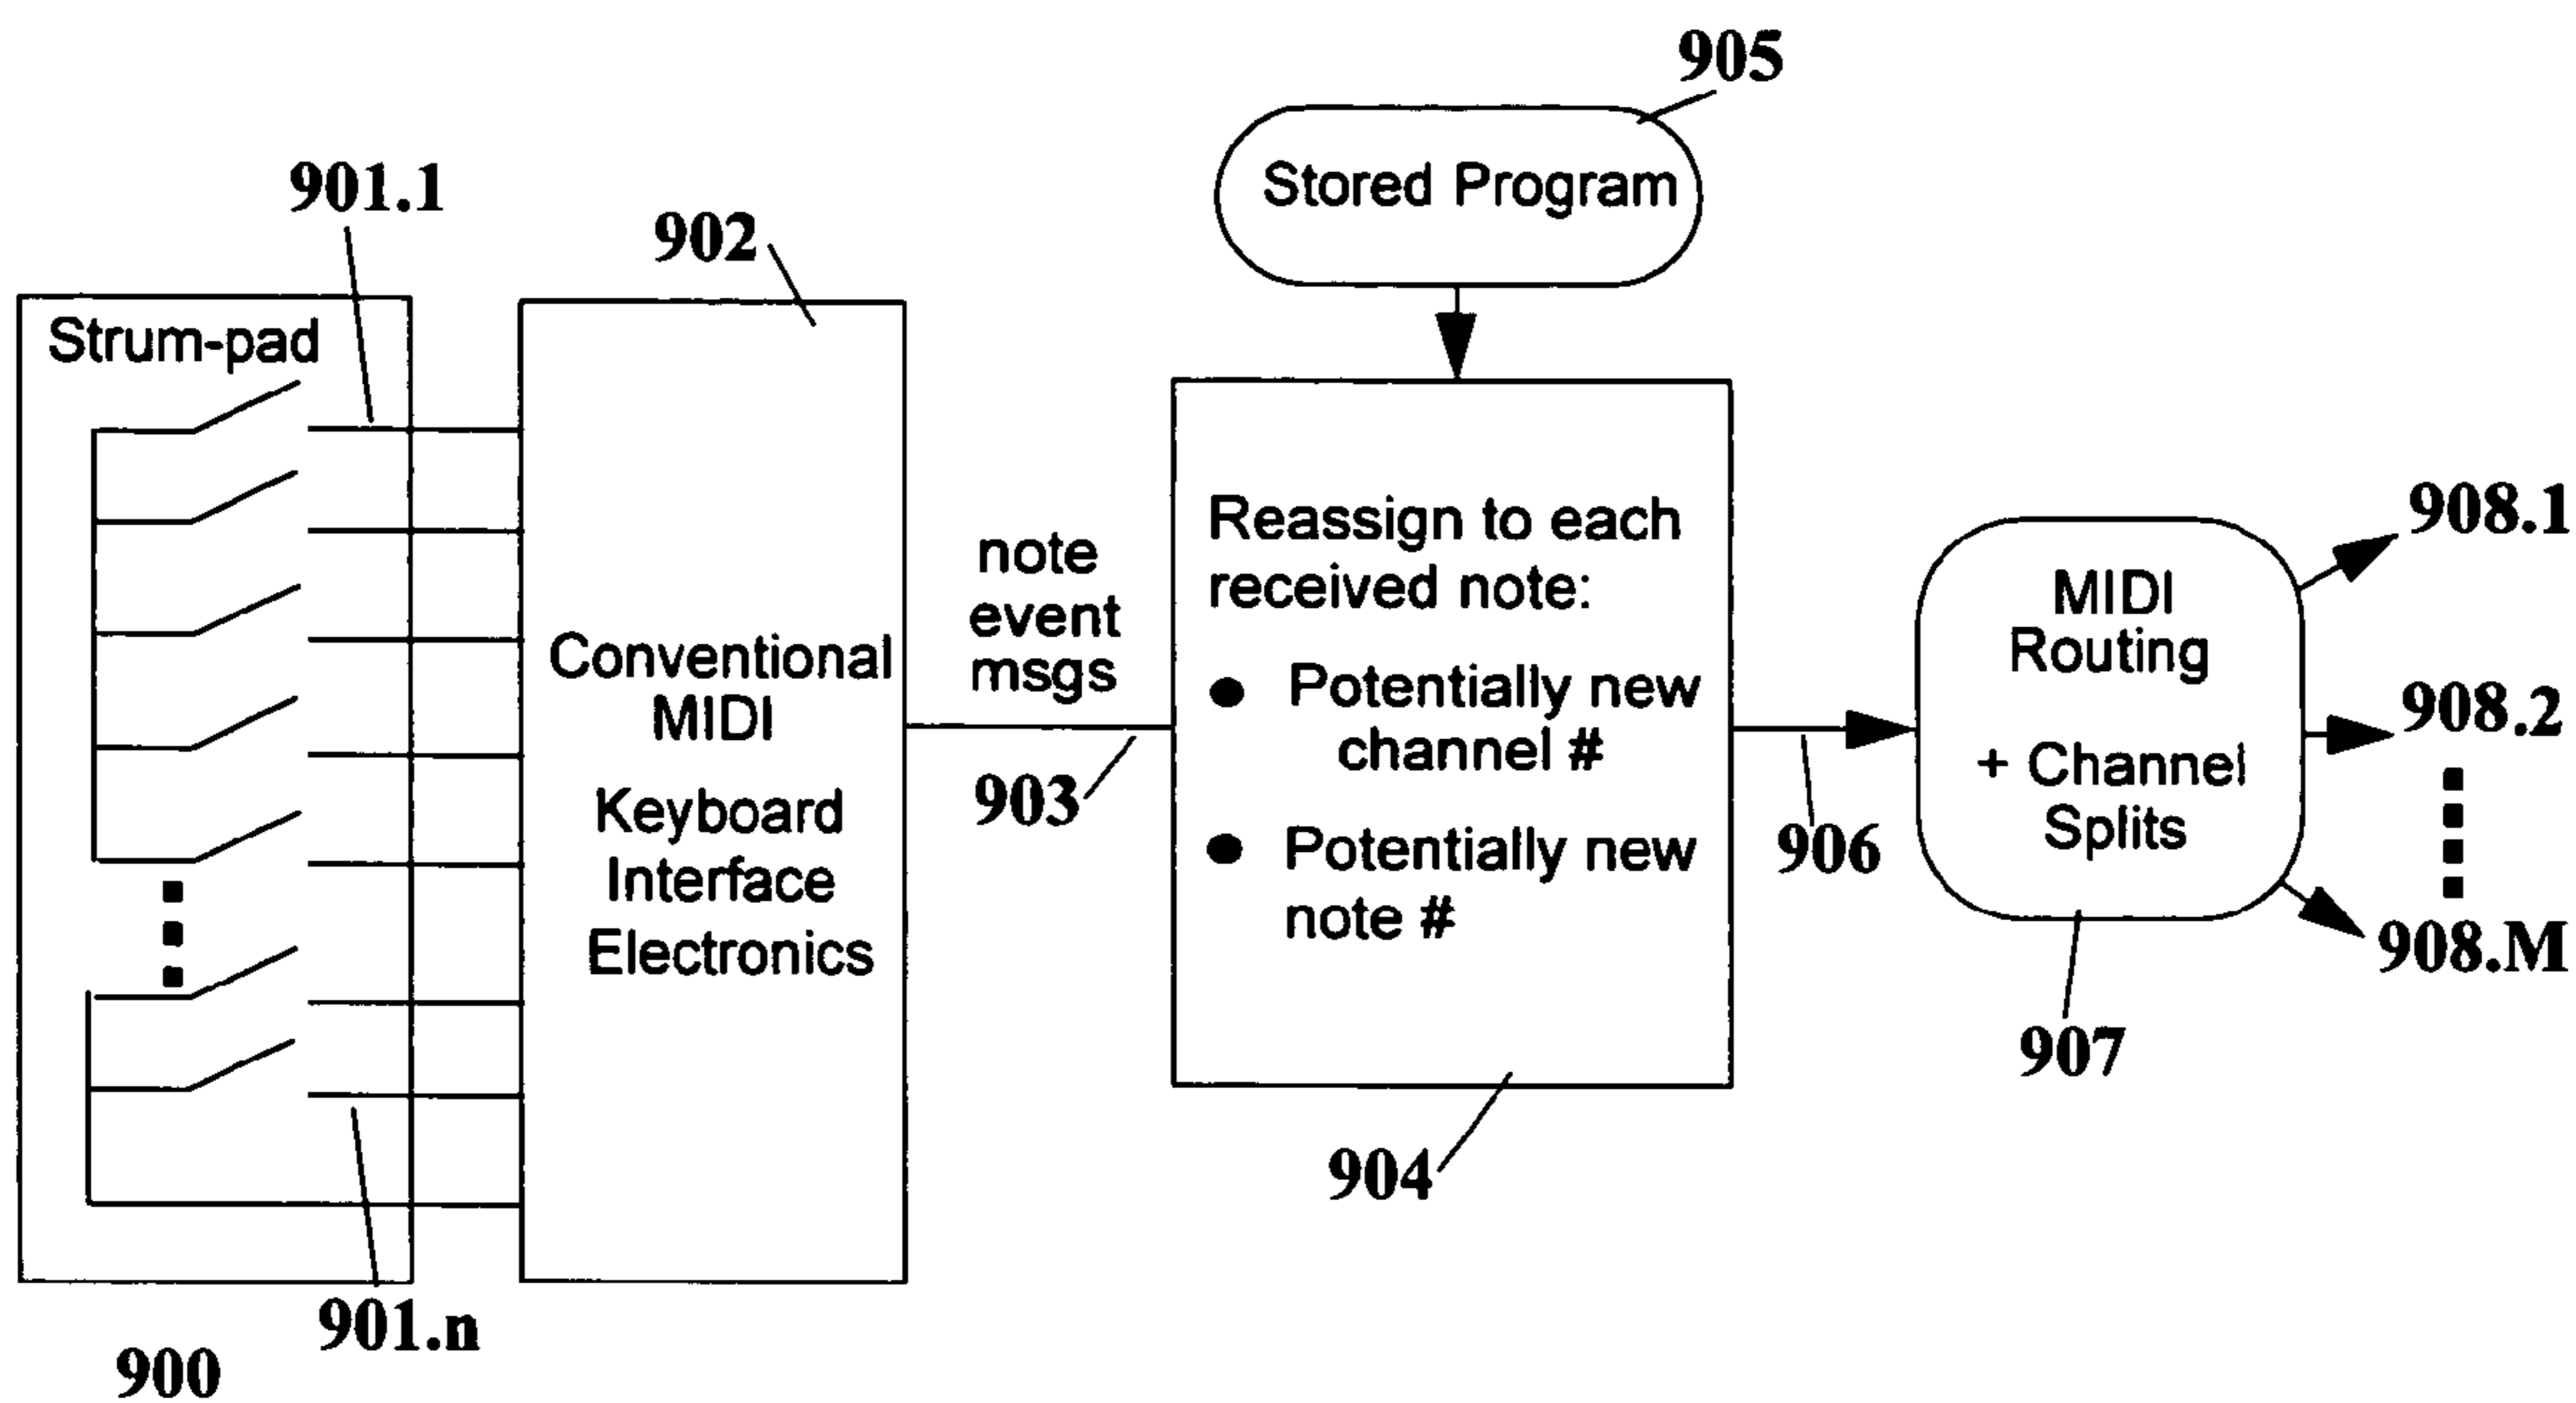 905
Stored Program
901.1
902
Strum-pad
Conventional
MIDI
Keyboard
Interface
Electronics
note
event
msgs
903
Reassign to each
received note:
● Potentially new
channel #
● Potentially new
note #
904
906
MIDI
Routing
+ Channel
Splits
907
908.1
908.2
908.M
901.n
900